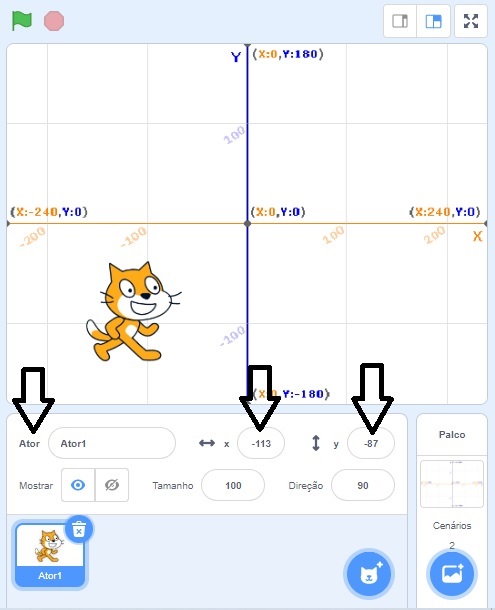 Y
(X:0,Y:180)
100
(X:-240,Y:0)
(X:0,Y:0)
(X:240,Y:0)
-200
-100
100
200
X
-100
(X:0,Y:-180)
Ator Ator1 x -113 y -87
Mostrar Tamanho 100 Direção 90
Ator1
Palco
Cenários
2